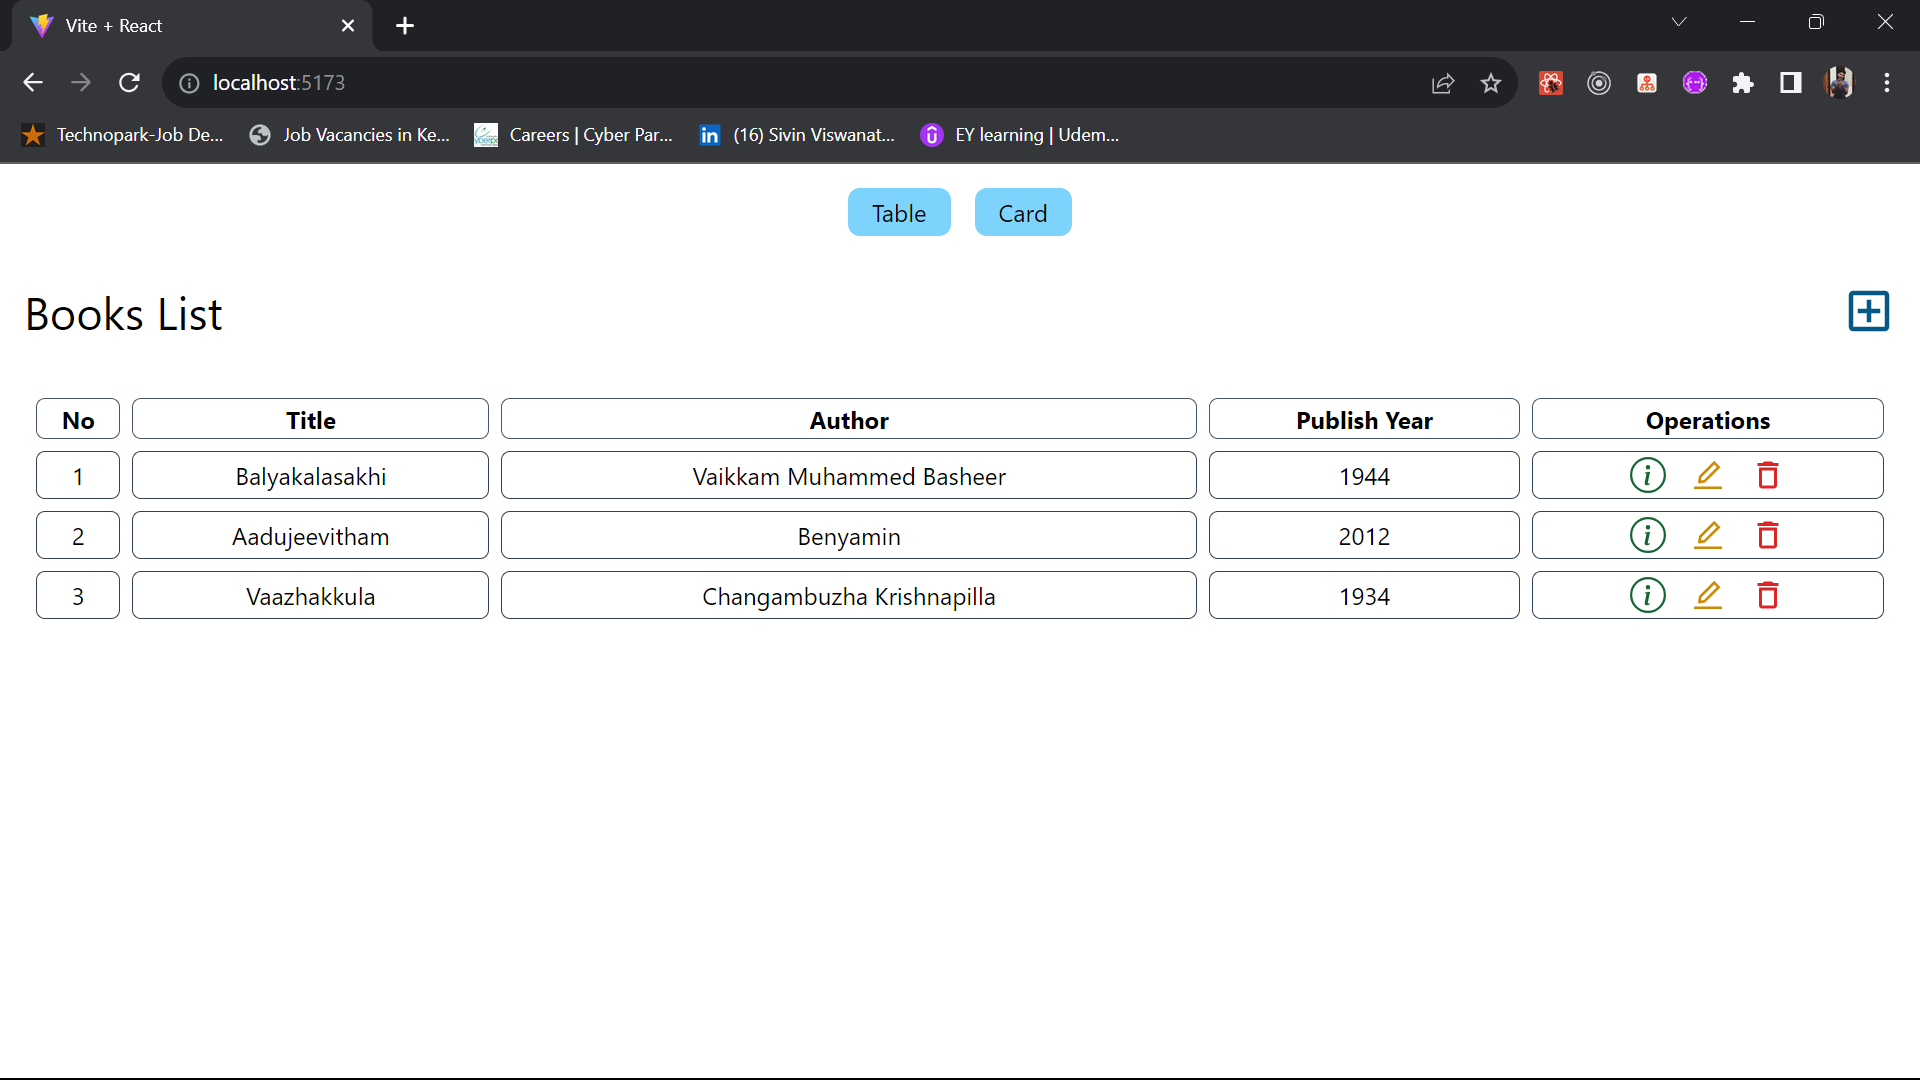 Vite + React
localhost:5173
Technopark-Job De... Job Vacancies in Ke... Careers | Cyber Par... (16) Sivin Viswanat... EY learning | Udem...
Table Card
Books List
No Title Author Publish Year Operations
1 Balyakalasakhi Vaikkam Muhammed Basheer 1944
2 Aadujeevitham Benyamin 2012
3 Vaazhakkula Changambuzha Krishnapilla 1934